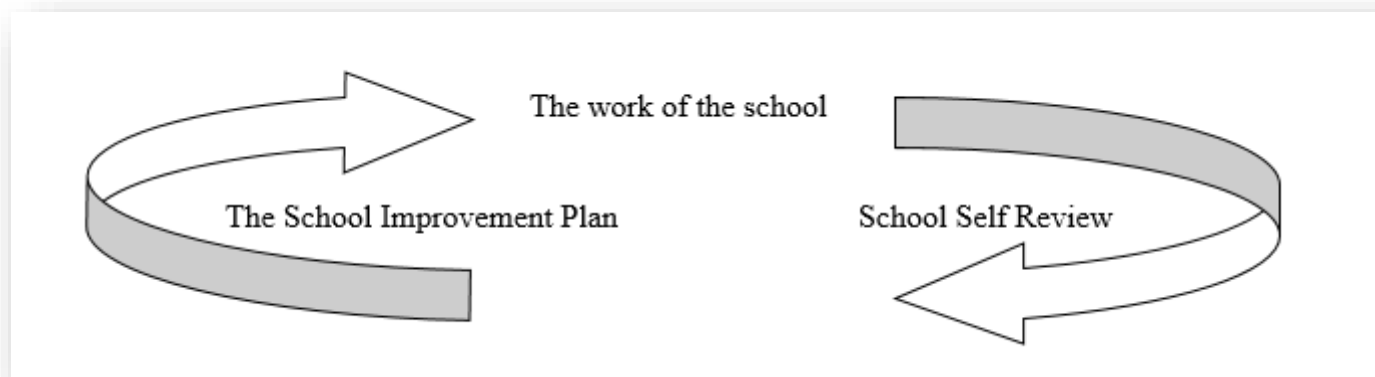 The work of the school
The School Improvement Plan
School Self Review